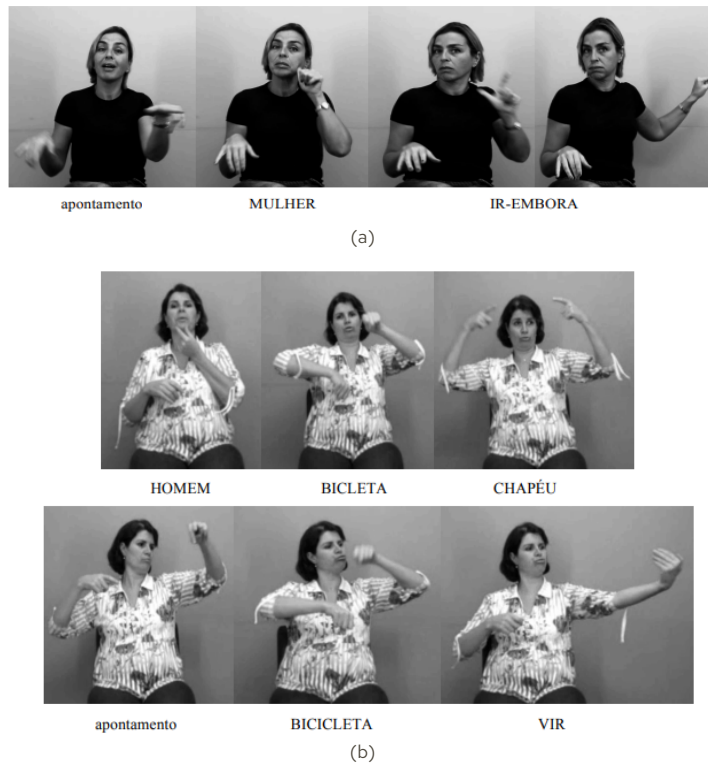 apontamento MULHER IR-EMBORA
(a)
HOMEM BICLETA CHAPÉU
apontamento BICICLETA VIR
(b)